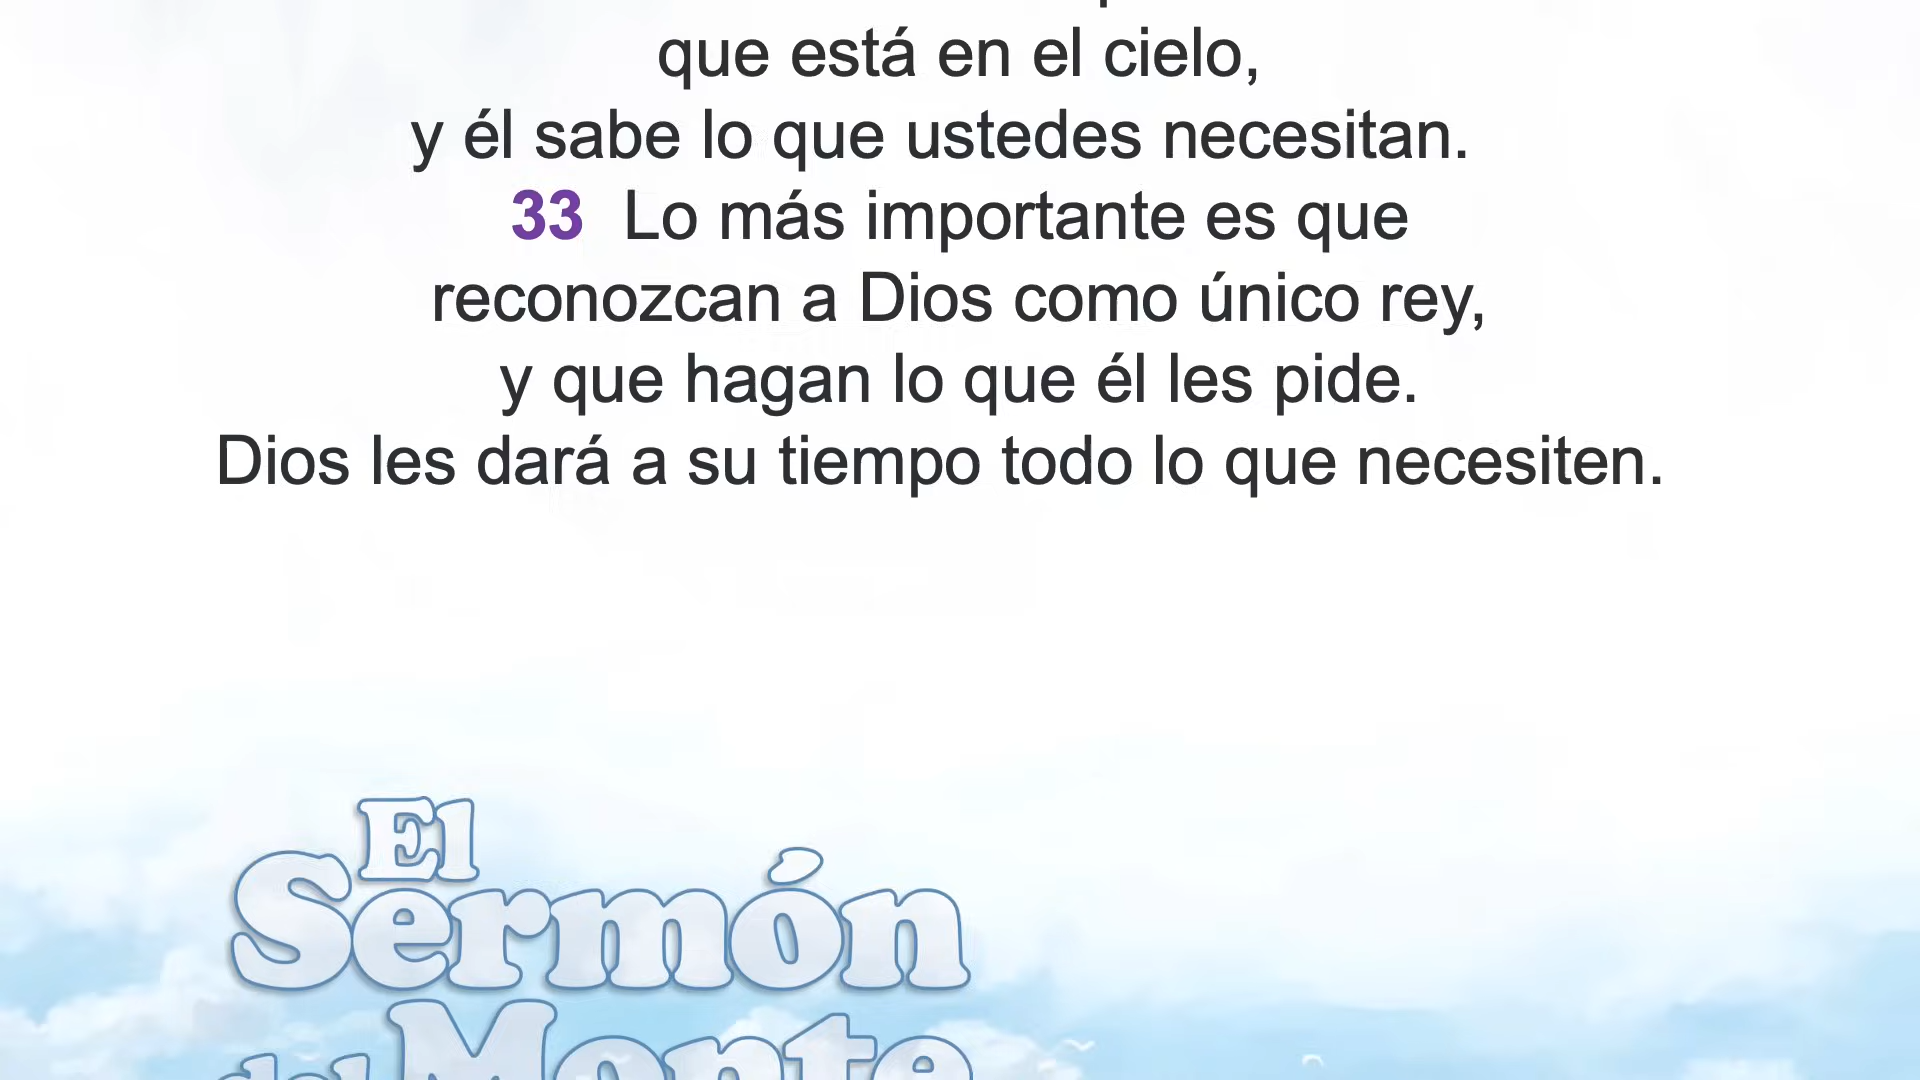 que está en el cielo,
y él sabe lo que ustedes necesitan.
33 Lo más importante es que
reconozcan a Dios como único rey,
y que hagan lo que él les pide.
Dios les dará a su tiempo todo lo que necesiten.
El
Sermón
del Monte